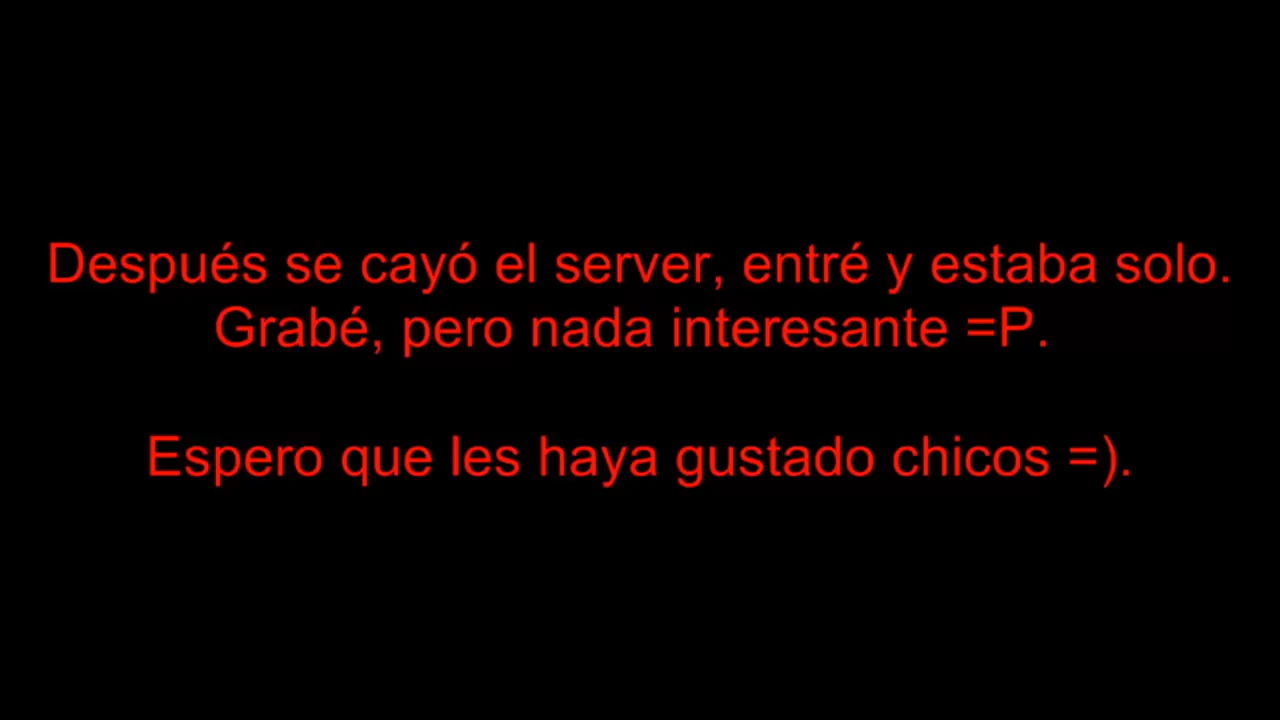 Después se cayó el server, entré y estaba solo.
Grabé, pero nada interesante =P.
Espero que les haya gustado chicos =).